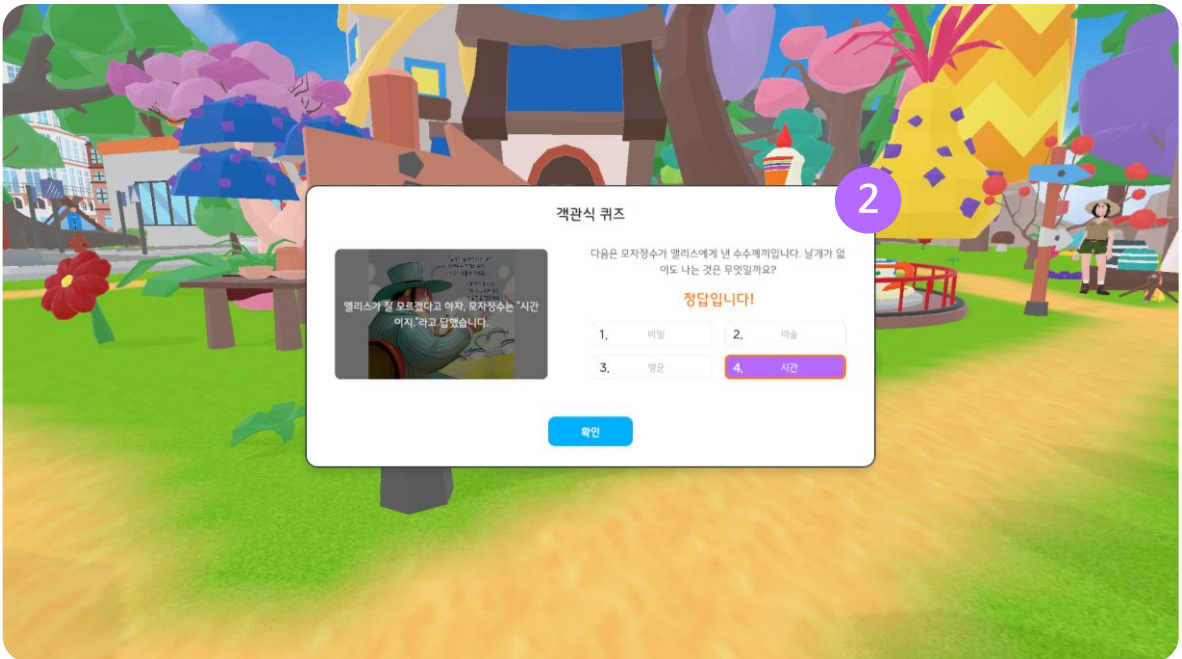 2
객관식 퀴즈
다음은 모자장수가 앨리스에게 낸 수수께끼입니다. 날개가 없
이도 나는 것은 무엇일까요?
앨리스가 잘 모르겠다고 하자, 모자장수는 "시간
이지."라고 답했습니다.
정답입니다!
1. 비밀
2. 마술
3. 행운
4. 시간
확인